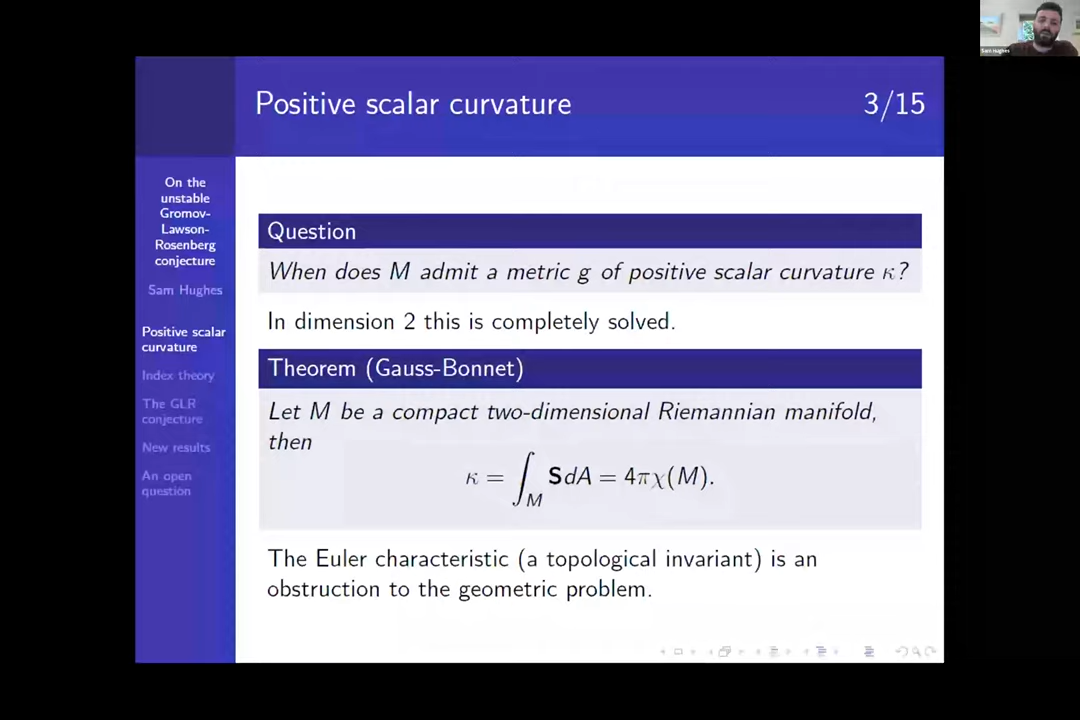 Sam Hughes
Positive scalar curvature
3/15
On the
unstable
Gromov-
Lawson-
Rosenberg
conjecture
Sam Hughes
Positive scalar
curvature
Index theory
The GLR
conjecture
New results
An open
question
Question
When does M admit a metric g of positive scalar curvature κ?
In dimension 2 this is completely solved.
Theorem (Gauss-Bonnet)
Let M be a compact two-dimensional Riemannian manifold,
then
κ = ∫_M S dA = 4πχ(M).
The Euler characteristic (a topological invariant) is an
obstruction to the geometric problem.